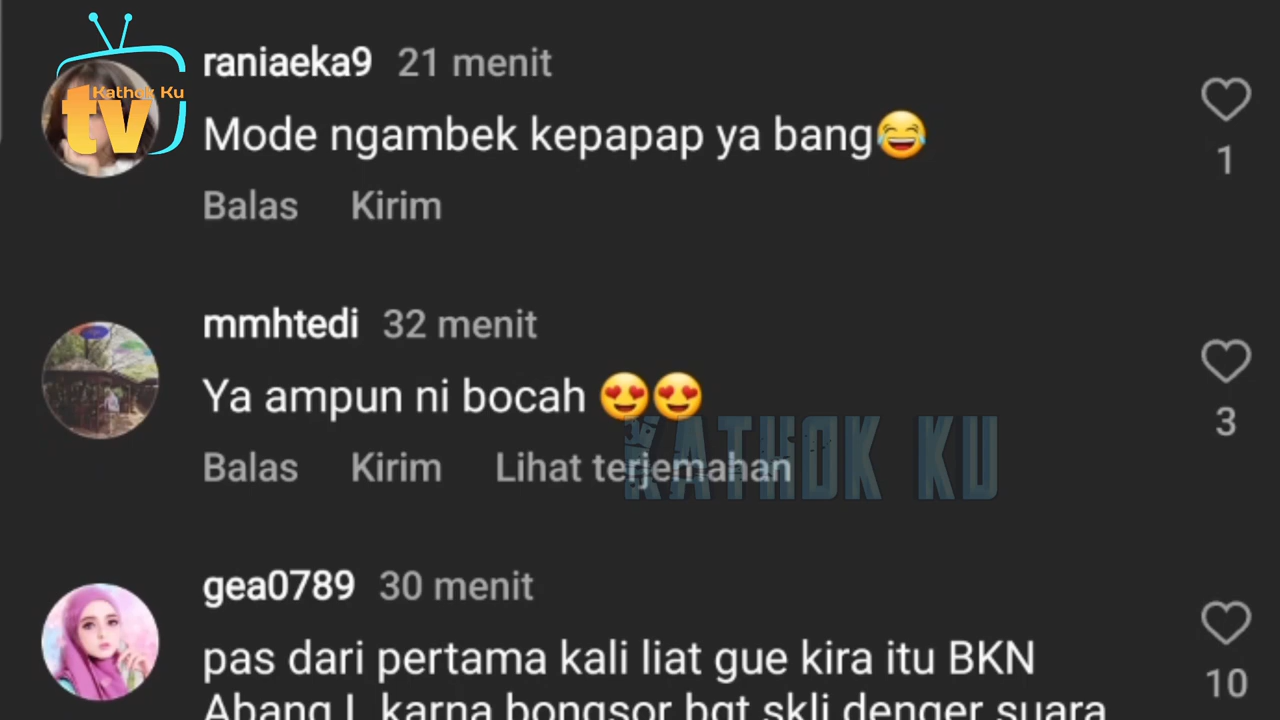 Kathok Ku
tv
raniaeka9 21 menit
Mode ngambek kepapap ya bang😂
Balas Kirim
1
mmhtedi 32 menit
Ya ampun ni bocah 😍😍
3
Balas Kirim Lihat terjemahan
KATHOK KU
gea0789 30 menit
pas dari pertama kali liat gue kira itu BKN
10
Abang L karna bongsor bgt skli denger suara